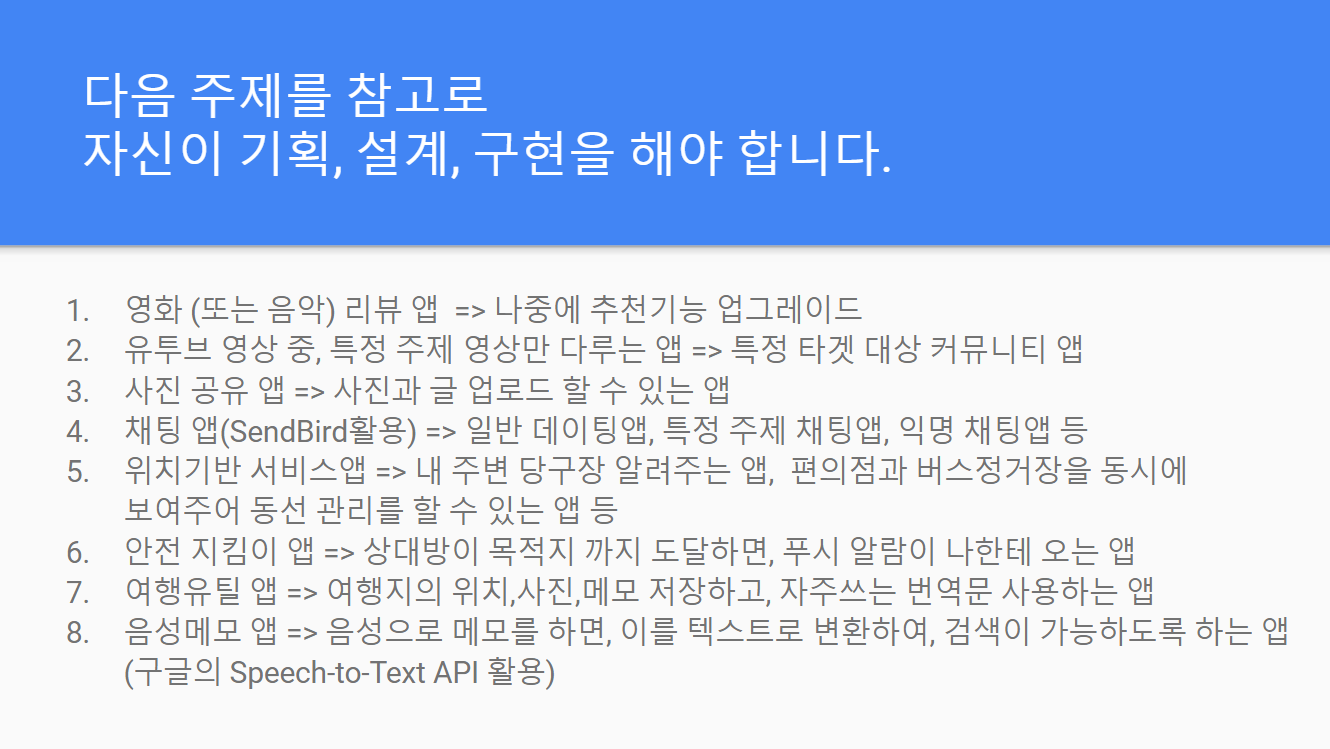 다음 주제를 참고로
자신이 기획, 설계, 구현을 해야 합니다.
1. 영화 (또는 음악) 리뷰 앱 => 나중에 추천기능 업그레이드
2. 유투브 영상 중, 특정 주제 영상만 다루는 앱 => 특정 타겟 대상 커뮤니티 앱
3. 사진 공유 앱 => 사진과 글 업로드 할 수 있는 앱
4. 채팅 앱(SendBird활용) => 일반 데이팅앱, 특정 주제 채팅앱, 익명 채팅앱 등
5. 위치기반 서비스앱 => 내 주변 당구장 알려주는 앱, 편의점과 버스정거장을 동시에
보여주어 동선 관리를 할 수 있는 앱 등
6. 안전 지킴이 앱 => 상대방이 목적지 까지 도달하면, 푸시 알람이 나한테 오는 앱
7. 여행유틸 앱 => 여행지의 위치,사진,메모 저장하고, 자주쓰는 번역문 사용하는 앱
8. 음성메모 앱 => 음성으로 메모를 하면, 이를 텍스트로 변환하여, 검색이 가능하도록 하는 앱
(구글의 Speech-to-Text API 활용)